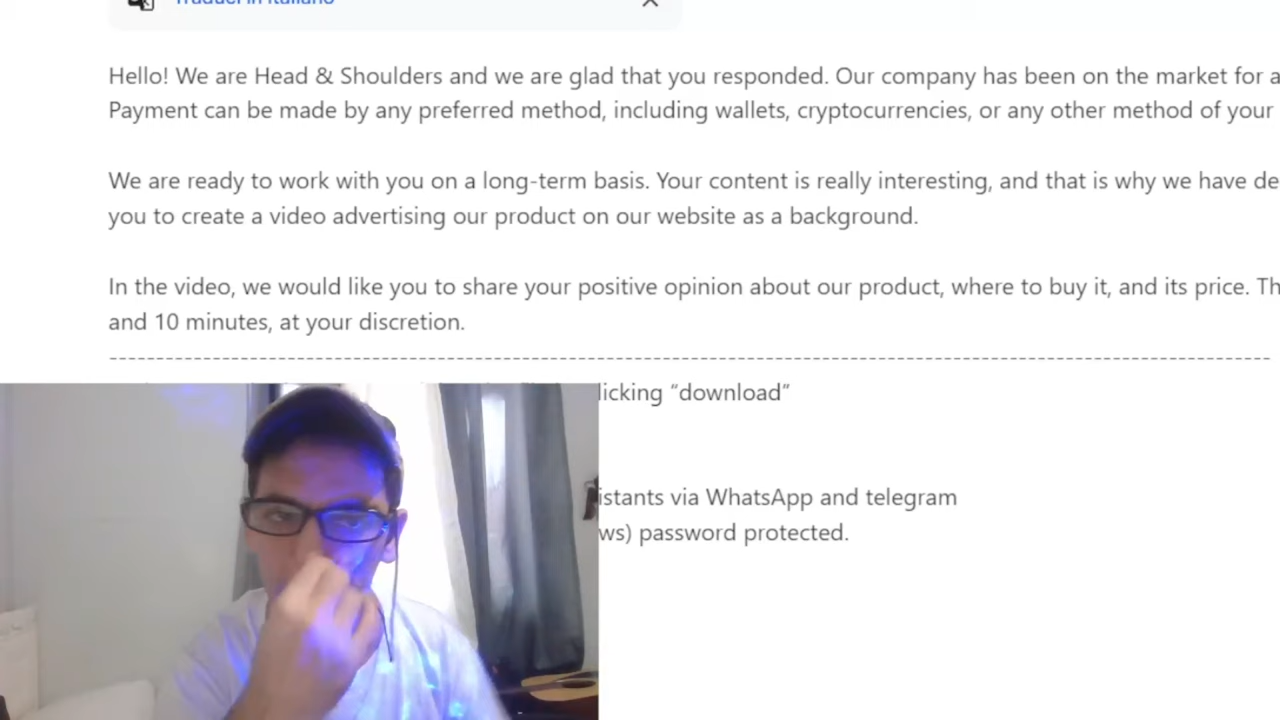 Traduci in italiano
Hello! We are Head & Shoulders and we are glad that you responded. Our company has been on the market for a
Payment can be made by any preferred method, including wallets, cryptocurrencies, or any other method of your
We are ready to work with you on a long-term basis. Your content is really interesting, and that is why we have de
you to create a video advertising our product on our website as a background.
In the video, we would like you to share your positive opinion about our product, where to buy it, and its price. Th
and 10 minutes, at your discretion.
licking “download”
istants via WhatsApp and telegram
ws) password protected.